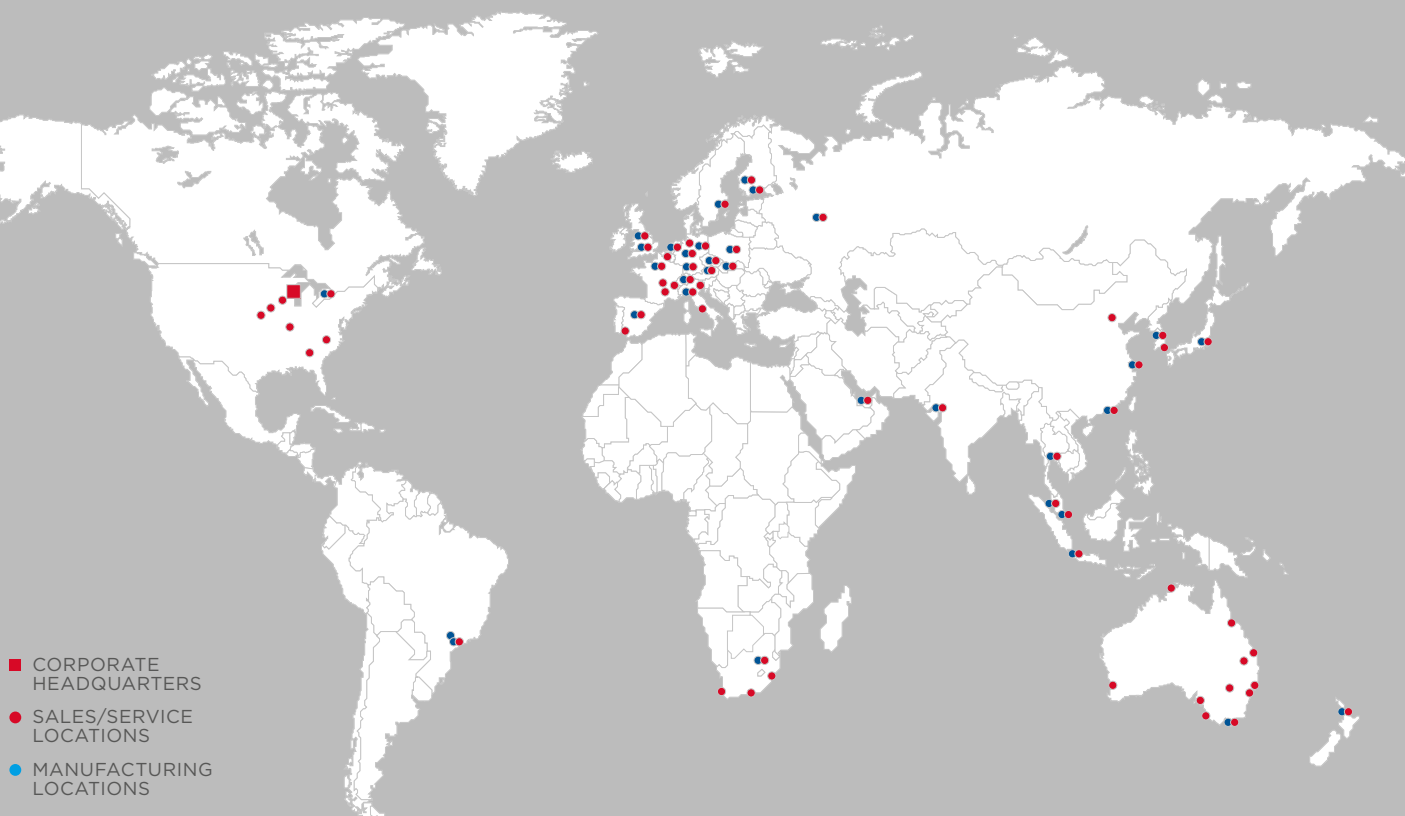 CORPORATE
HEADQUARTERS
SALES/SERVICE
LOCATIONS
MANUFACTURING
LOCATIONS